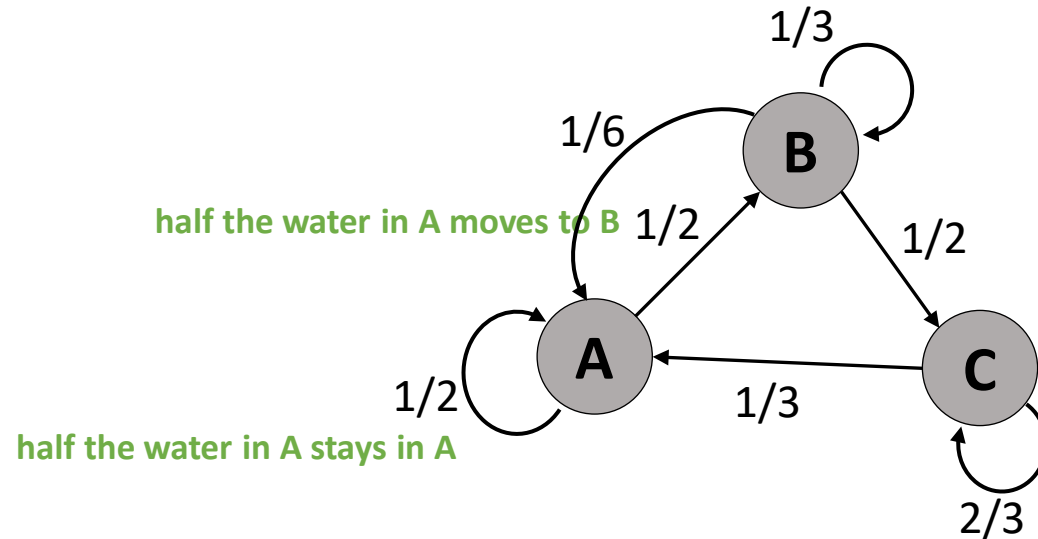 1/3
B
1/6
half the water in A moves to B
1/2
1/2
A
C
1/2
1/3
half the water in A stays in A
2/3